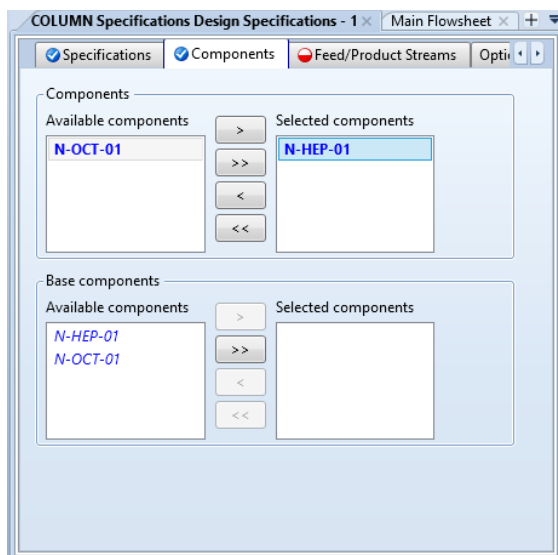 COLUMN Specifications Design Specifications - 1 × Main Flowsheet × +
Specifications Components Feed/Product Streams
Components
Available components Selected components
N-OCT-01 N-HEP-01
>
>>
<
<<
Base components
Available components Selected components
N-HEP-01
N-OCT-01
>
>>
<
<<